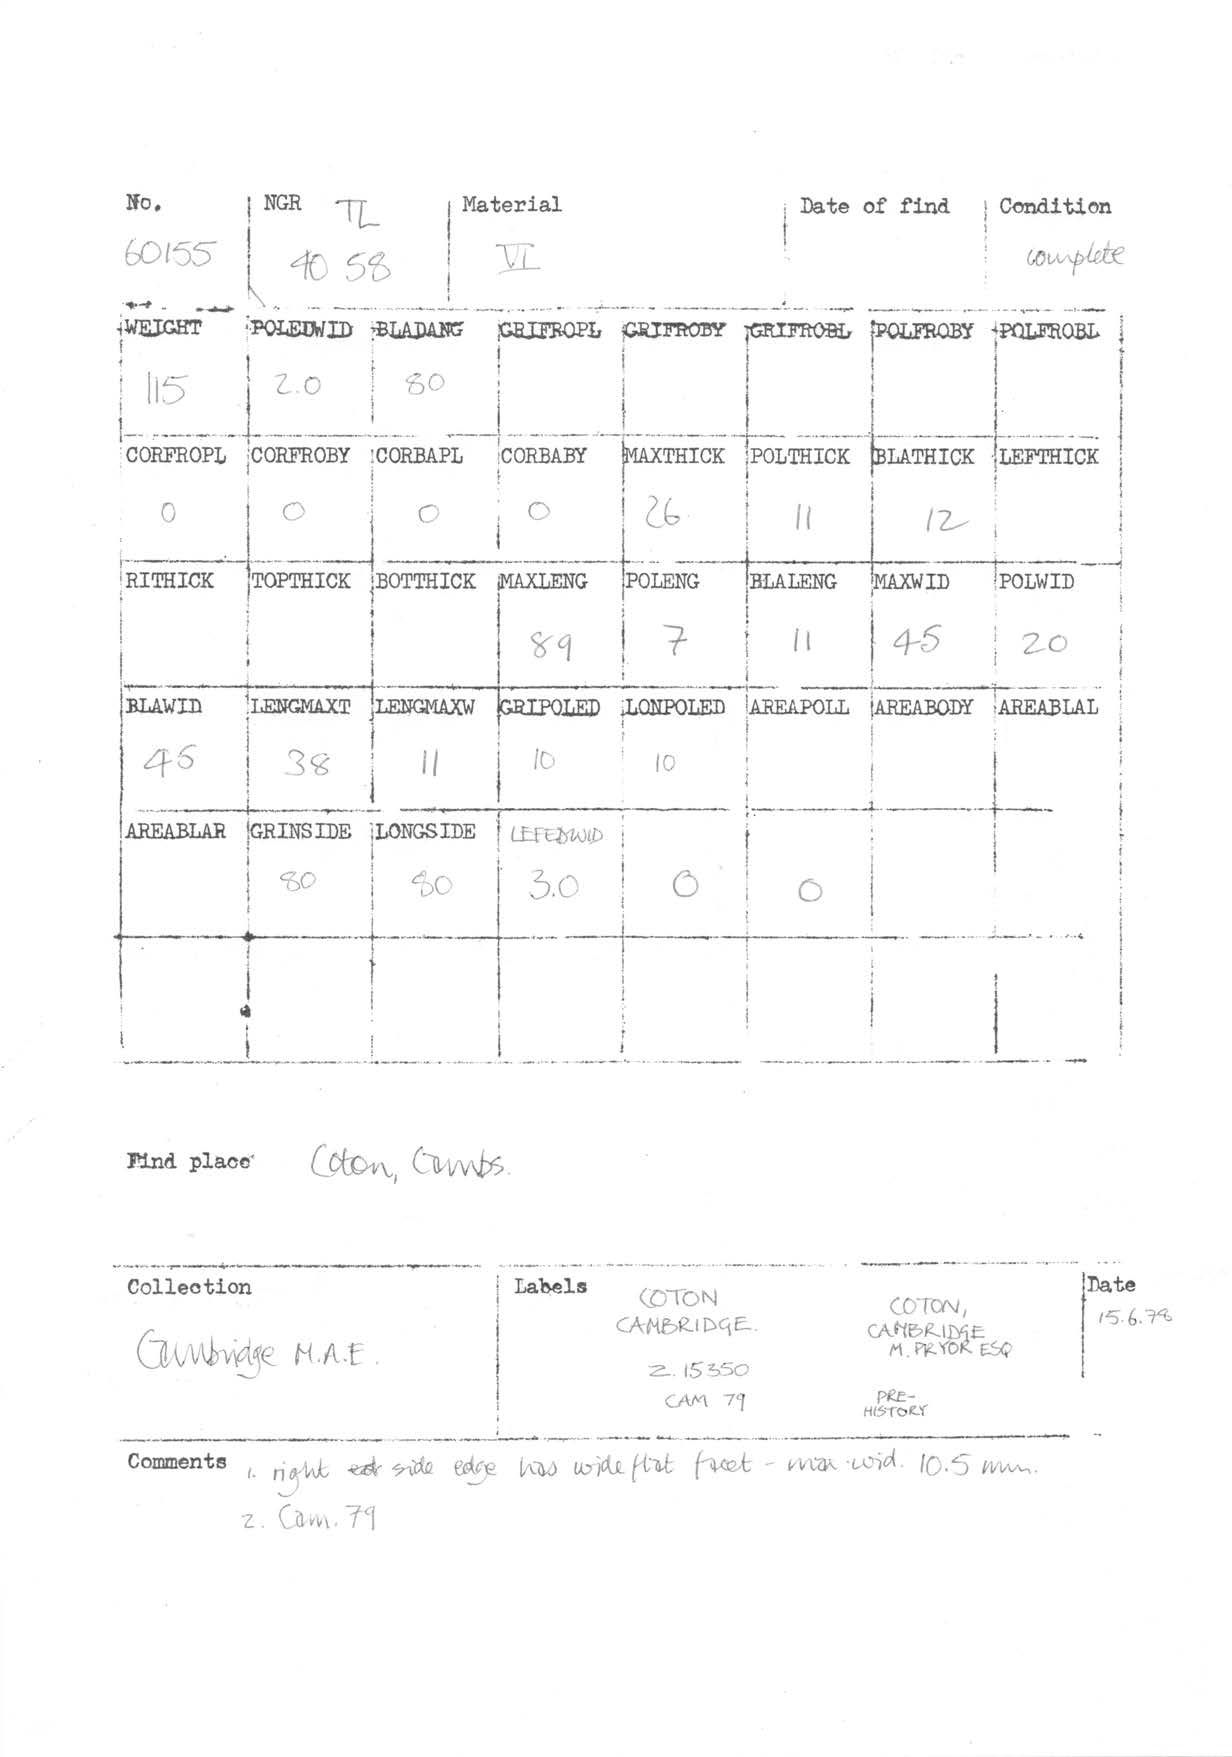 No. NGR TL Material Date of find Condition
60155 40 58 VI complete
WEIGHT POLEDWID BLADANG GRIFROPL GRIFROBY GRIFROBL POLFROBY POLFROBL
115 2.0 80
CORFROPL CORFROBY CORBAPL CORBABY MAXTHICK POLTHICK BLATHICK LEFTHICK
0 0 0 0 26 11 12
RITHICK TOPTHICK BOTTHICK MAXLENG POLENG BLALENG MAXWID POLWID
89 7 11 45 20
BLAWID LENGMAXT LENGMAXW GRIPOLED LONPOLED AREAPOLL AREABODY AREABLAL
45 38 11 10 10
AREABLAR GRINSIDE LONGSIDE LEFEDWID
80 80 3.0 0 0
Find place Coton, Cambs.
Collection Labels Date
Cambridge M.A.E.
COTON
CAMBRIDGE.
Z. 15350
CAM 79
COTON,
CAMBRIDGE
M. PRYOR ESQ
PRE-
HISTORY
15.6.78
Comments 1. right side edge has wide flat facet - max wid. 10.5 mm.
2. Cam. 79